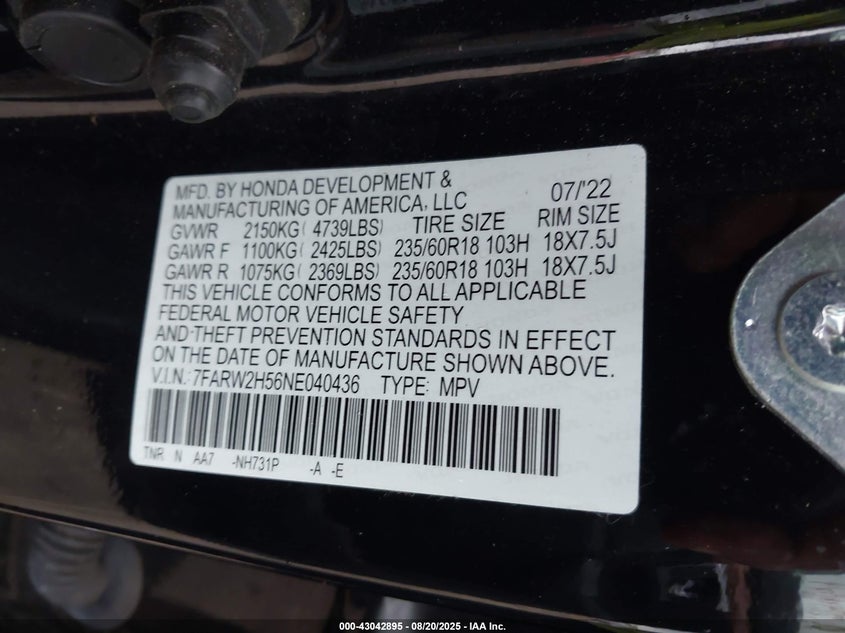 MFD. BY HONDA DEVELOPMENT &
MANUFACTURING OF AMERICA, LLC 07/'22
GVWR 2150KG( 4739LBS) TIRE SIZE RIM SIZE
GAWR F 1100KG( 2425LBS) 235/60R18 103H 18X7.5J
GAWR R 1075KG( 2369LBS) 235/60R18 103H 18X7.5J
THIS VEHICLE CONFORMS TO ALL APPLICABLE
FEDERAL MOTOR VEHICLE SAFETY
AND THEFT PREVENTION STANDARDS IN EFFECT
ON THE DATE OF MANUFACTURE SHOWN ABOVE.
V.I.N.: 7FARW2H56NE040436 TYPE: MPV
TNR N AA7 -NH731P -A -E
000-43042895 - 08/20/2025 - IAA Inc.